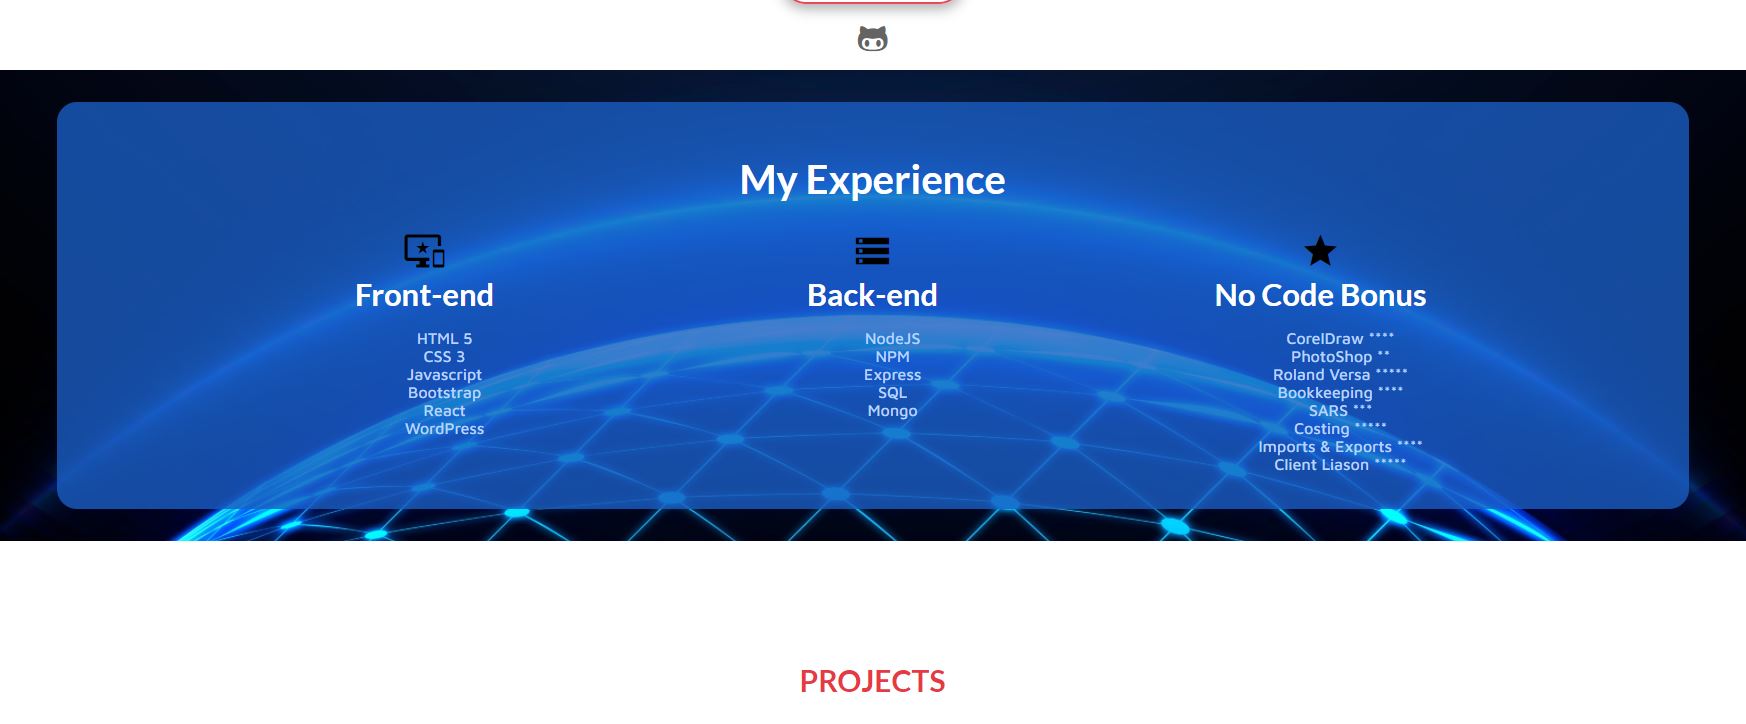 My Experience
Front-end
HTML 5
CSS 3
Javascript
Bootstrap
React
WordPress
Back-end
NodeJS
NPM
Express
SQL
Mongo
No Code Bonus
CorelDraw ****
PhotoShop **
Roland Versa *****
Bookkeeping ****
SARS ***
Costing *****
Imports & Exports ****
Client Liason *****
PROJECTS